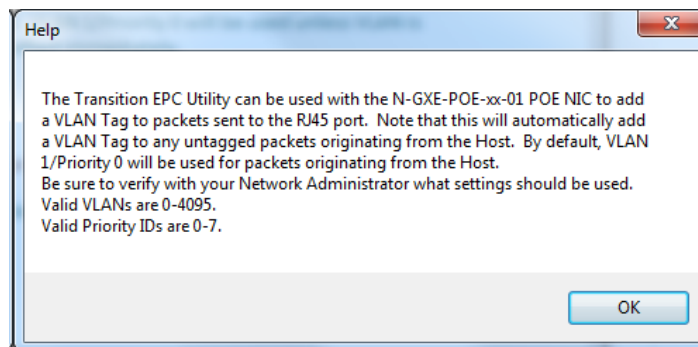 Help
The Transition EPC Utility can be used with the N-GXE-POE-xx-01 POE NIC to add
a VLAN Tag to packets sent to the RJ45 port.  Note that this will automatically add
a VLAN Tag to any untagged packets originating from the Host.  By default, VLAN
1/Priority 0 will be used for packets originating from the Host.
Be sure to verify with your Network Administrator what settings should be used.
Valid VLANs are 0-4095.
Valid Priority IDs are 0-7.
OK